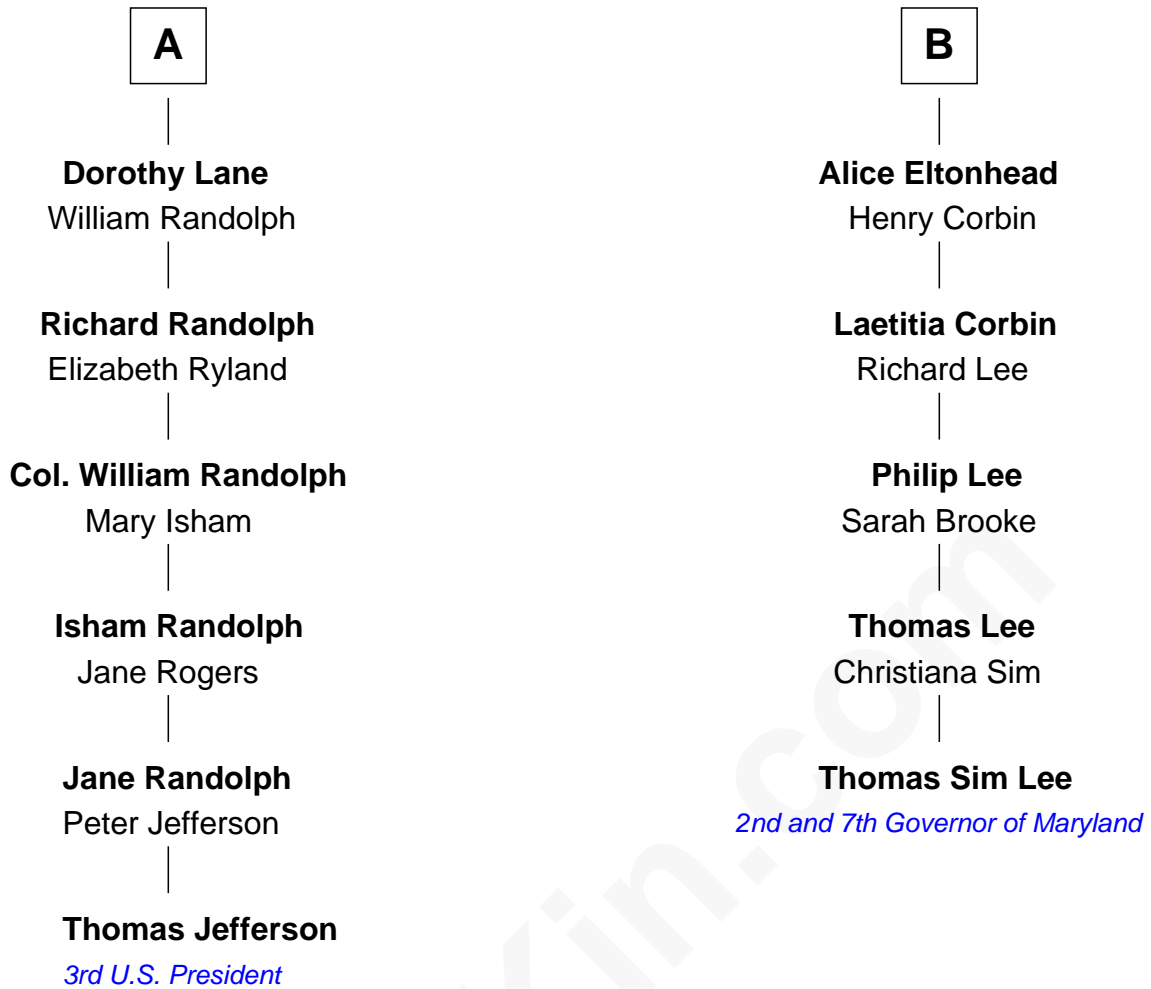 A
Dorothy Lane
William Randolph
Richard Randolph
Elizabeth Ryland
Col. William Randolph
Mary Isham
Isham Randolph
Jane Rogers
Jane Randolph
Peter Jefferson
Thomas Jefferson
3rd U.S. President
B
Alice Eltonhead
Henry Corbin
Laetitia Corbin
Richard Lee
Philip Lee
Sarah Brooke
Thomas Lee
Christiana Sim
Thomas Sim Lee
2nd and 7th Governor of Maryland
Kin.com